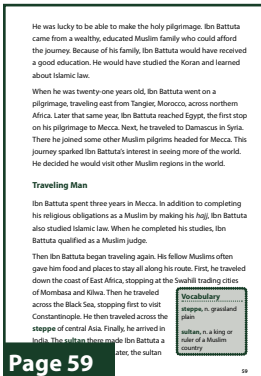 He was lucky to be able to make the holy pilgrimage. Ibn Battuta
came from a wealthy, educated Muslim family who could afford
the journey. Because of his family, Ibn Battuta would have received
a good education. He would have studied the Koran and learned
about Islamic law.
When he was twenty-one years old, Ibn Battuta went on a
pilgrimage, traveling east from Tangier, Morocco, across northern
Africa. Later that same year, Ibn Battuta reached Egypt, the first stop
on his pilgrimage to Mecca. Next, he traveled to Damascus in Syria.
There he joined some other Muslim pilgrims headed for Mecca. This
journey sparked Ibn Battuta's interest in seeing more of the world.
He decided he would visit other Muslim regions in the world.
Traveling Man
Ibn Battuta spent three years in Mecca. In addition to completing
his religious obligations as a Muslim by making his hajj, Ibn Battuta
also studied Islamic law. When he completed his studies, Ibn
Battuta qualified as a Muslim judge.
Then Ibn Battuta began traveling again. His fellow Muslims often
gave him food and places to stay all along his route. First, he traveled
down the coast of East Africa, stopping at the Swahili trading cities
of Mombasa and Kilwa. Then he traveled
across the Black Sea, stopping first to visit
Constantinople. He then traveled across the
steppe of central Asia. Finally, he arrived in
India. The sultan there made Ibn Battuta a
ater, the sultan
Vocabulary
steppe, n. grassland
plain
sultan, n. a king or
ruler of a Muslim
country
Page 59
59